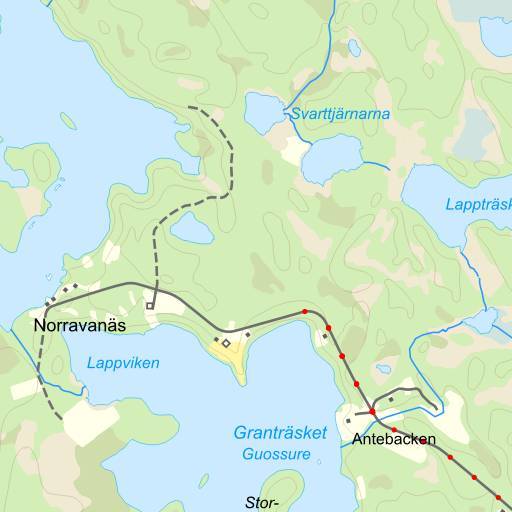 Svarttjärnarna
Lappträsk
Norravanäs
Lappviken
Granträsket
Guossure
Antebacken
Stor-